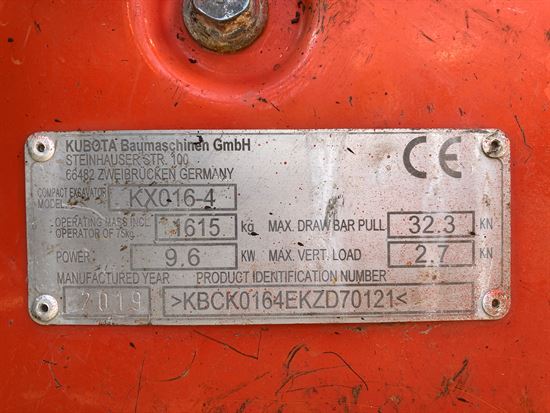 KUBOTA Baumaschinen GmbH
STEINHAUSER STR. 100
66482 ZWEIBRÜCKEN GERMANY
CE
COMPACT EXCAVATOR
MODEL KX016-4
OPERATING MASS INCL.
OPERATOR OF 75kg 1615 kg MAX. DRAW BAR PULL 32.3 KN
POWER 9.6 KW MAX. VERT. LOAD 2.7 KN
MANUFACTURED YEAR PRODUCT IDENTIFICATION NUMBER
2019 >KBCK0164EKZD70121<